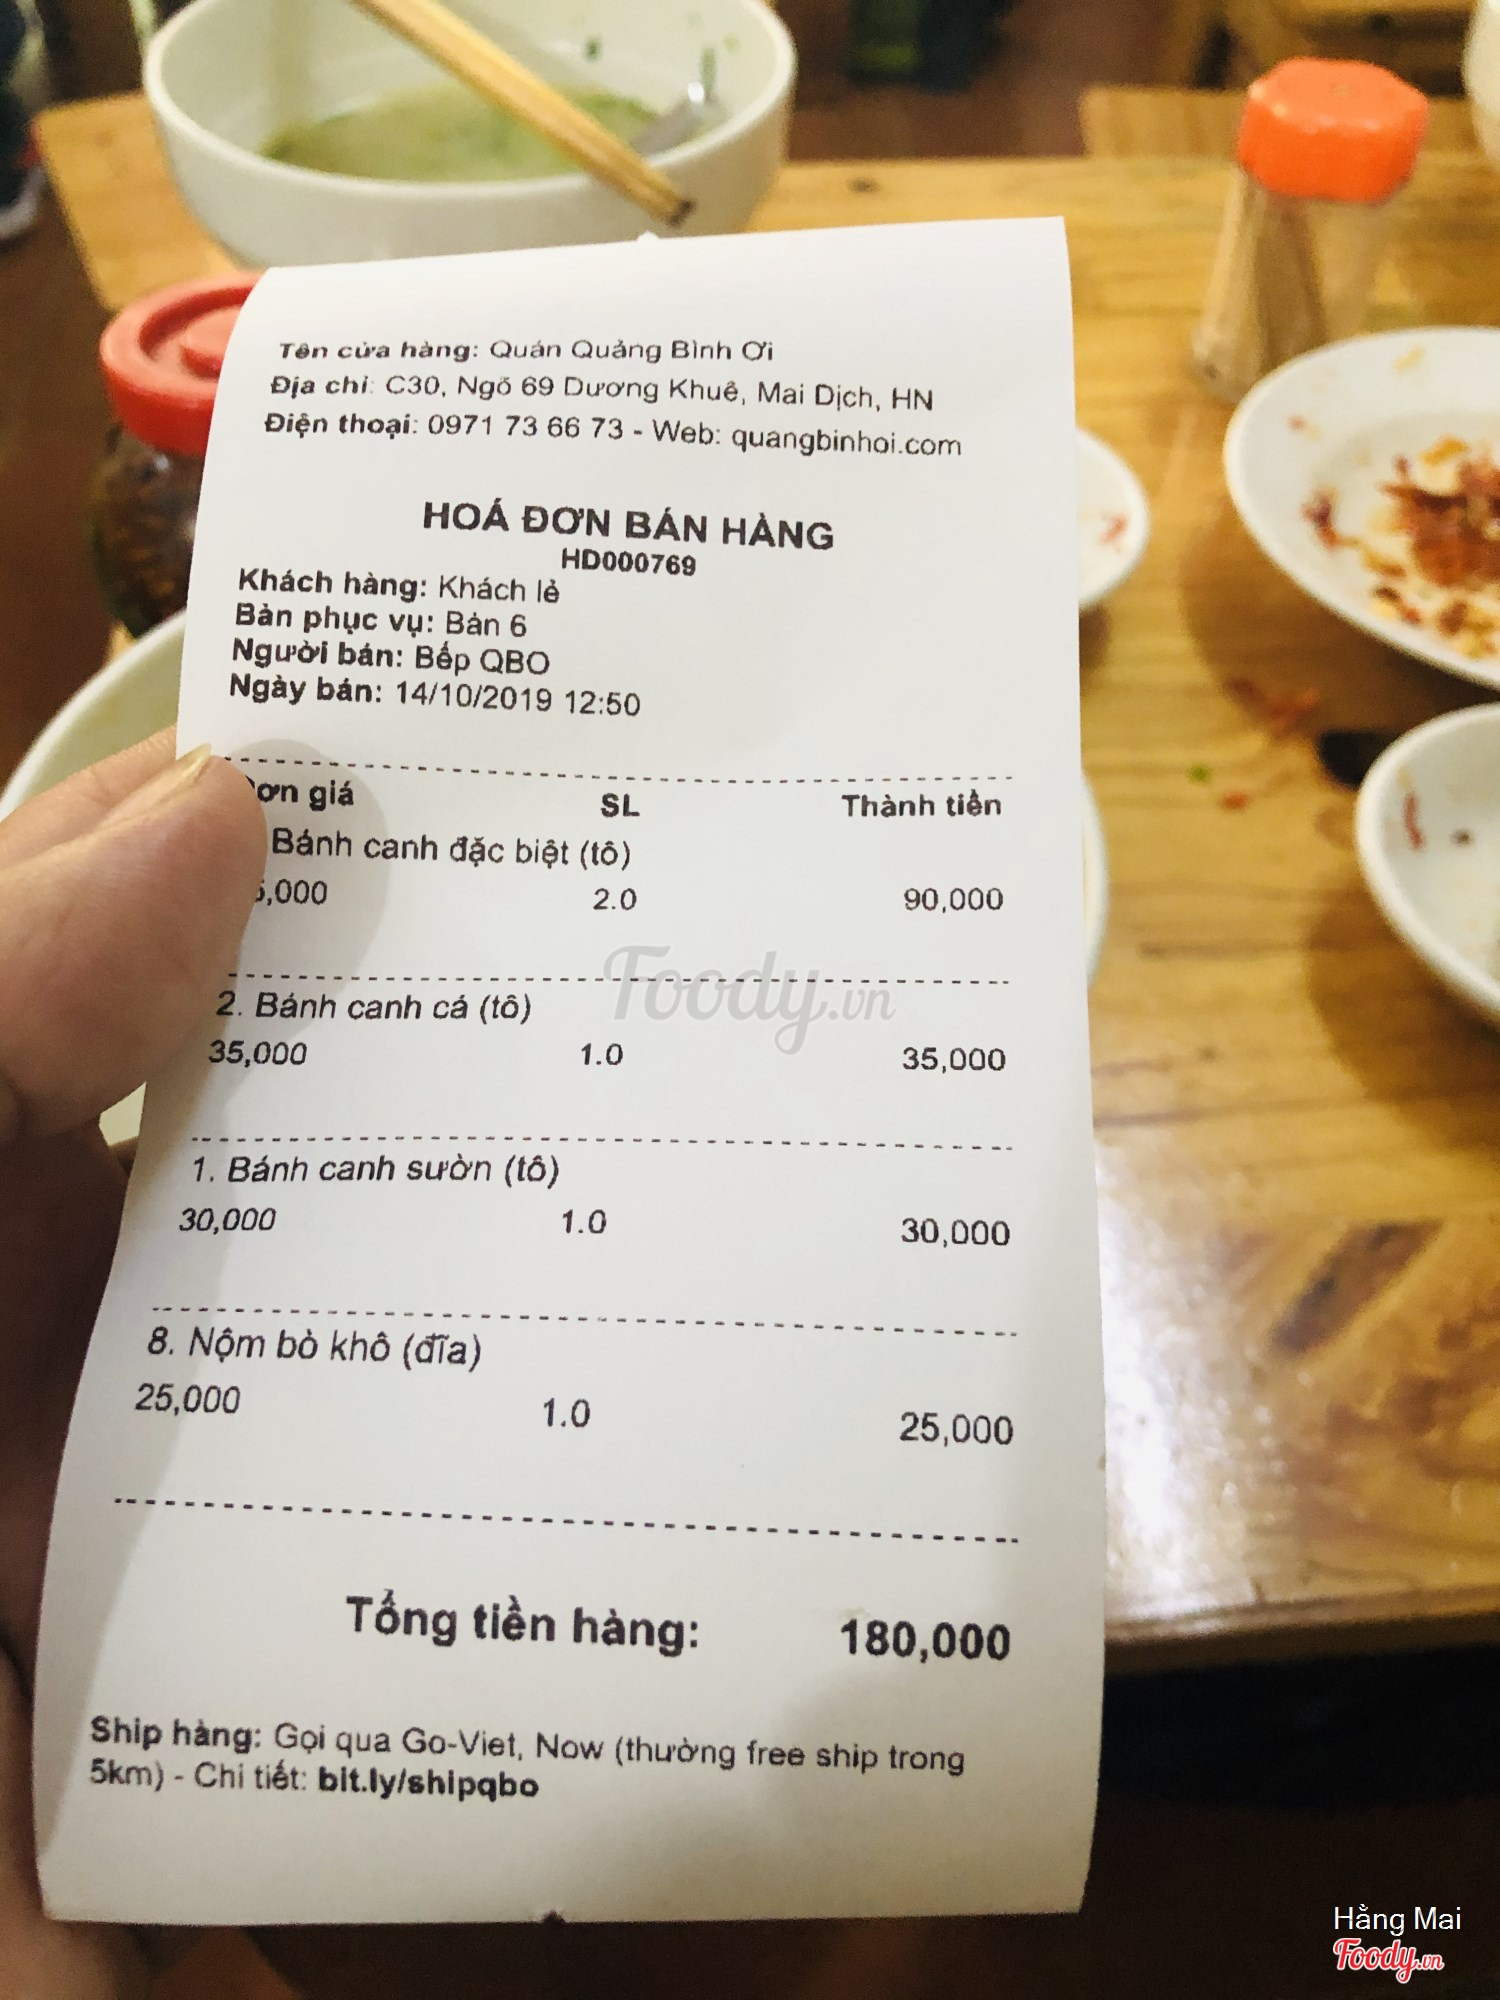 Tên cửa hàng: Quán Quảng Bình Ơi
Địa chỉ: C30, Ngõ 69 Dương Khuê, Mai Dịch, HN
Điện thoại: 0971 73 66 73 - Web: quangbinhoi.com
HOÁ ĐƠN BÁN HÀNG
HD000769
Khách hàng: Khách lẻ
Bàn phục vụ: Bàn 6
Người bán: Bếp QBO
Ngày bán: 14/10/2019 12:50
giá SL Thành tiền
Bánh canh đặc biệt (tô)
2.0 90,000
2. Bánh canh cá (tô)
35,000 1.0 35,000
1. Bánh canh sườn (tô)
30,000 1.0 30,000
8. Nộm bò khô (đĩa)
25,000 1.0 25,000
Tổng tiền hàng: 180,000
Ship hàng: Gọi qua Go-Viet, Now (thường free ship trong
5km) - Chi tiết: bit.ly/shipqbo
Foody.vn
Hằng Mai
Foody.vn